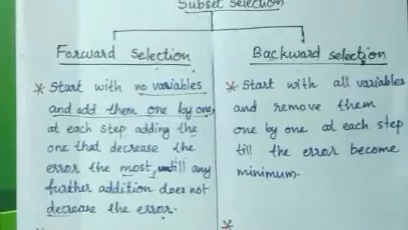 Subset selection
Forward selection
* Start with no variables
and add them one by one,
at each step adding the
one that decrease the
error the most, till any
further addition does not
decrease the error.
Backward selection
* Start with all variables
and remove them
one by one at each step
till the error become
minimum.
*